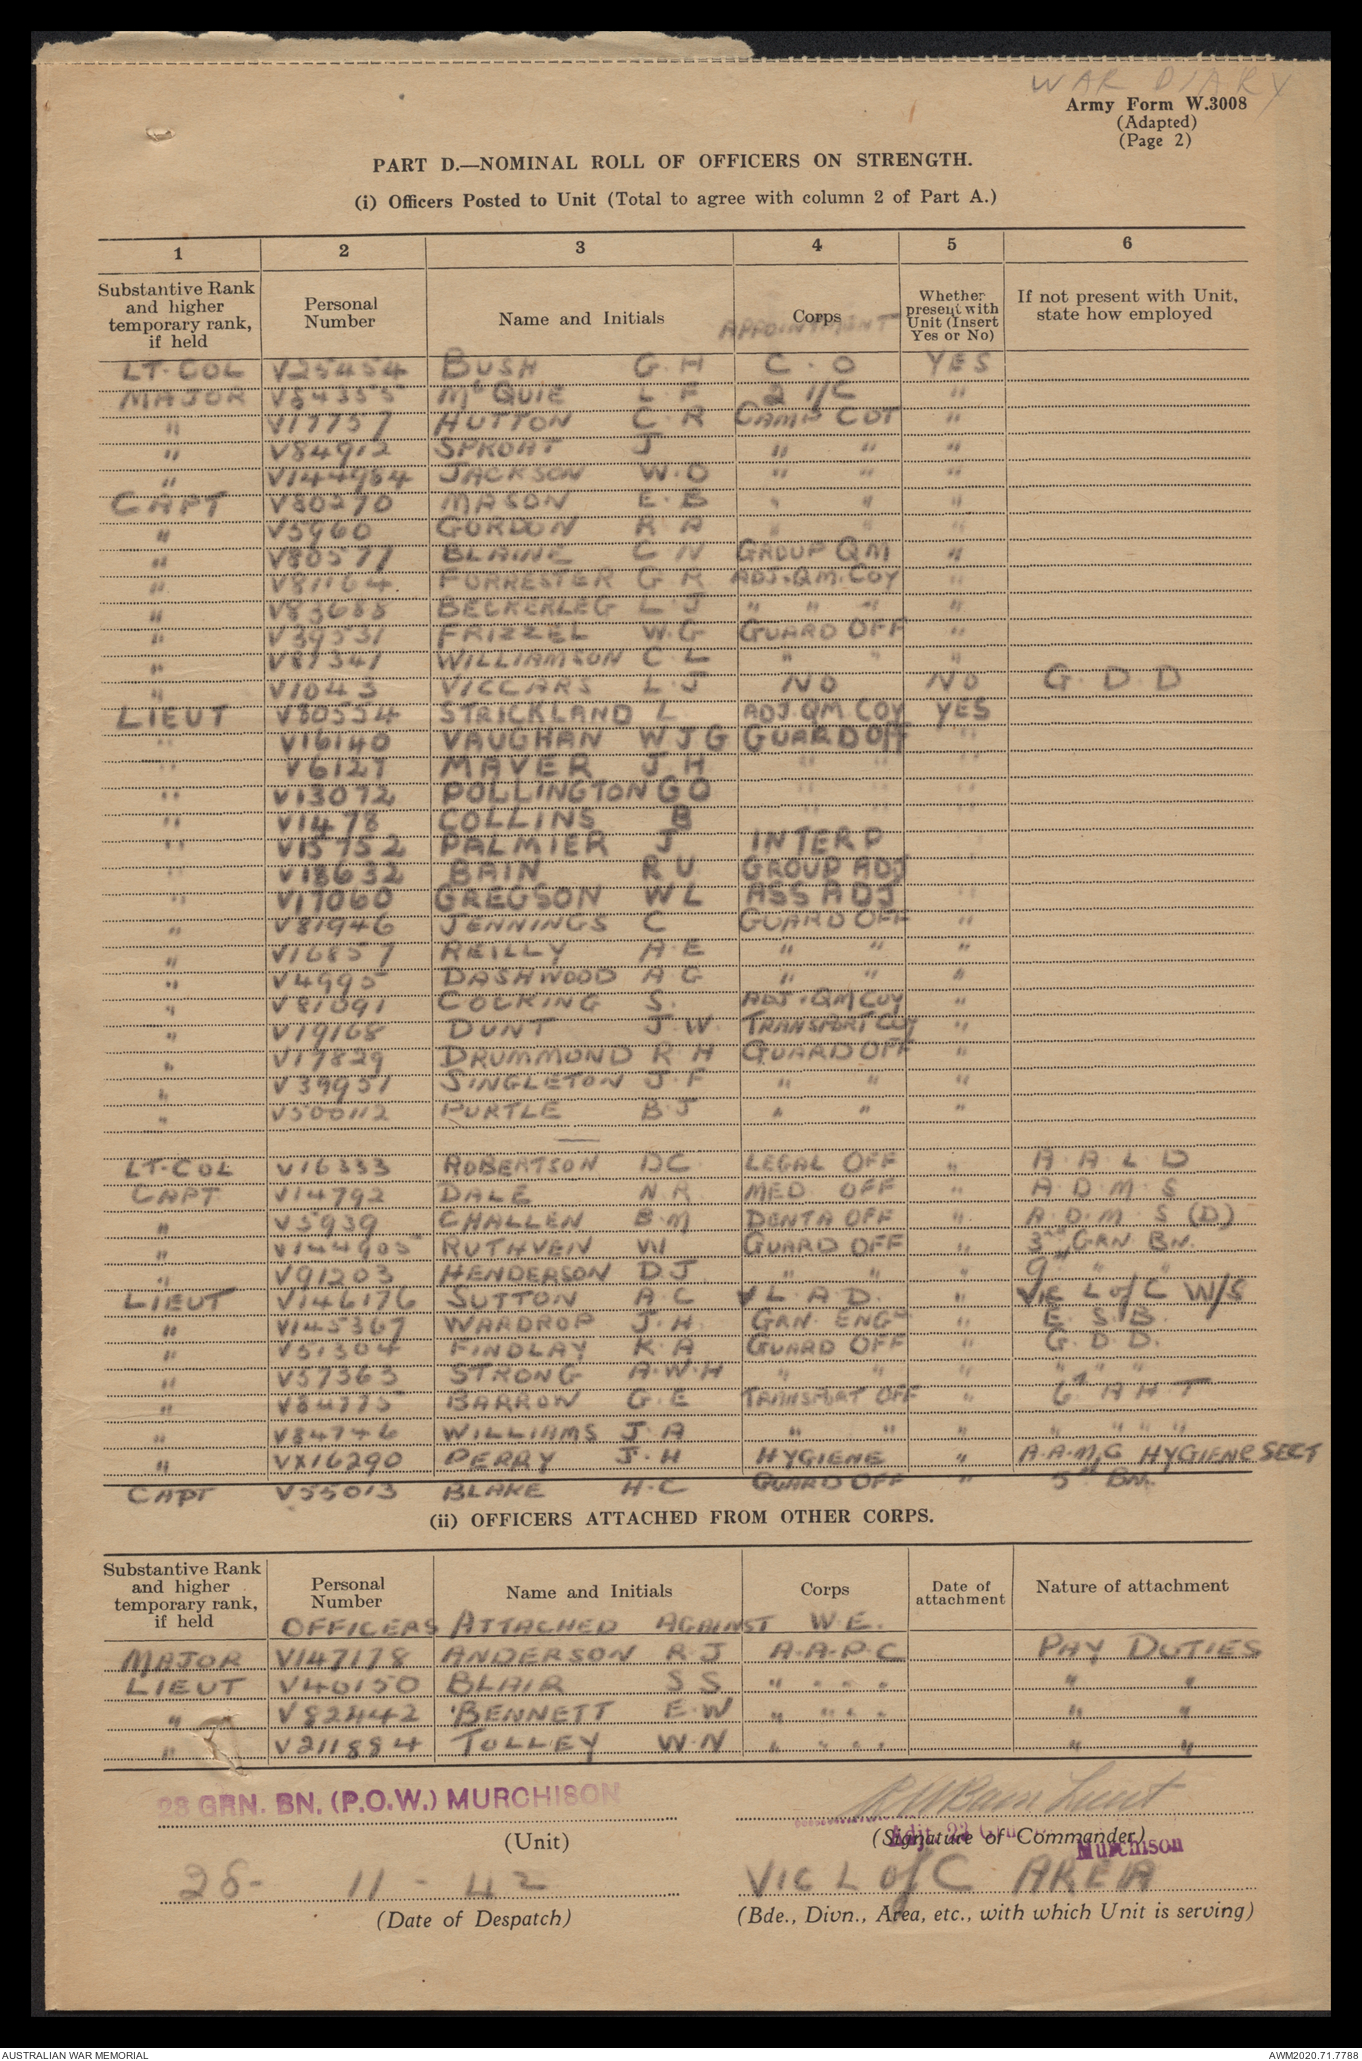 WAR DIARY
Army Form W.3008
(Adapted)
(Page 2)
PART D.—NOMINAL ROLL OF OFFICERS ON STRENGTH.
(i) Officers Posted to Unit (Total to agree with column 2 of Part A.)
1 2 3 4 5 6
Substantive Rank and higher temporary rank, if held Personal Number Name and Initials Corps APPOINTMENT Whether present with Unit (Insert Yes or No) If not present with Unit, state how employed
LT-COL V25454 BUSH G.H C.O YES
MAJOR V84355 McQUIE L F 2 I/C "
" V17757 HUTTON C.R CAMP CDT "
" V84912 SPROAT J " " "
" V144964 JACKSON W.O " " "
CAPT V80270 MASON E.B " " "
" V5960 GORDON R A " " "
" V80577 BLAINE C N GROUP QM "
" V81164 FORRESTER G R ADJ.QM.COY "
" V83688 BECKERLEG L.J " " " "
" V39531 FRIZZEL W.G GUARD OFF "
" V81341 WILLIAMSON C.L " " "
" V1043 VICCARS L.J NO NO G.D.D
LIEUT V80554 STRICKLAND L ADJ.QM.COY YES
" V16140 VAUGHAN W J G GUARD Off "
" V6127 MAVER J.H " " "
" V13072 POLLINGTON G O " " "
" V1478 COLLINS B " " "
" V15752 PALMIER J INTERP "
" V18632 BAIN R U GROUP ADJ "
" V17060 GREGSON W L ASS ADJ "
" V81946 JENNINGS C GUARD OFF "
" V16857 REILLY A.E " " "
" V4995 DASHWOOD A.G " " "
" V81091 COCKING S. ADJ.QM COY "
" V19168 DUNT J.W. TRANSPORT COY "
" V17829 DRUMMOND R.H GUARD OFF "
" V39951 SINGLETON J.F " " "
" V500112 PURTLE B.J " " "
LT-COL V16333 ROBERTSON D C LEGAL OFF " A.A.L.D
CAPT V14792 DALE N.R. MED OFF " A.D.M.S
" V5939 CHALLEN B.M DENTA OFF " A.D.M.S (D)
" V144905 RUTHVEN W GUARD OFF " 3rd GRN BN.
" V91203 HENDERSON D.J " " " 9th " "
LIEUT V146176 SUTTON A.C L.A.D. " VIC L of C W/S
" V145367 WARDROP J.H. GRN ENGR " E.S.B.
" V51304 FINDLAY K.A GUARD OFF " G.D.D.
" V57363 STRONG A.W.H " " " " " "
" V84775 BARRON G.E TRANSPORT OFF " 67 A H T
" V84746 WILLIAMS J.A " " " " " " "
" VX16290 PERRY J.H HYGIENE " A.A.M.C HYGIENE SECT
CAPT V55013 BLAKE H.C GUARD OFF " 5th BN.
(ii) OFFICERS ATTACHED FROM OTHER CORPS.
Substantive Rank and higher temporary rank, if held Personal Number Name and Initials Corps Date of attachment Nature of attachment
OFFICERS ATTACHED AGAINST W.E.
MAJOR V147178 ANDERSON R.J A.A.P.C PAY DUTIES
LIEUT V40150 BLAIR S S " " " " " "
" V82442 BENNETT E.W " " " " " "
" V211884 TOLLEY W.N " " " " " "
28 GRN. BN. (P.O.W.) MURCHISON
R U Bain Lieut
(Unit)
(Signature of Commander)
Adjt. 23 Grn
Murchison
28 - 11 - 42
VIC L of C AREA
(Date of Despatch)
(Bde., Divn., Area, etc., with which Unit is serving)
AUSTRALIAN WAR MEMORIAL
AWM2020.71.7788